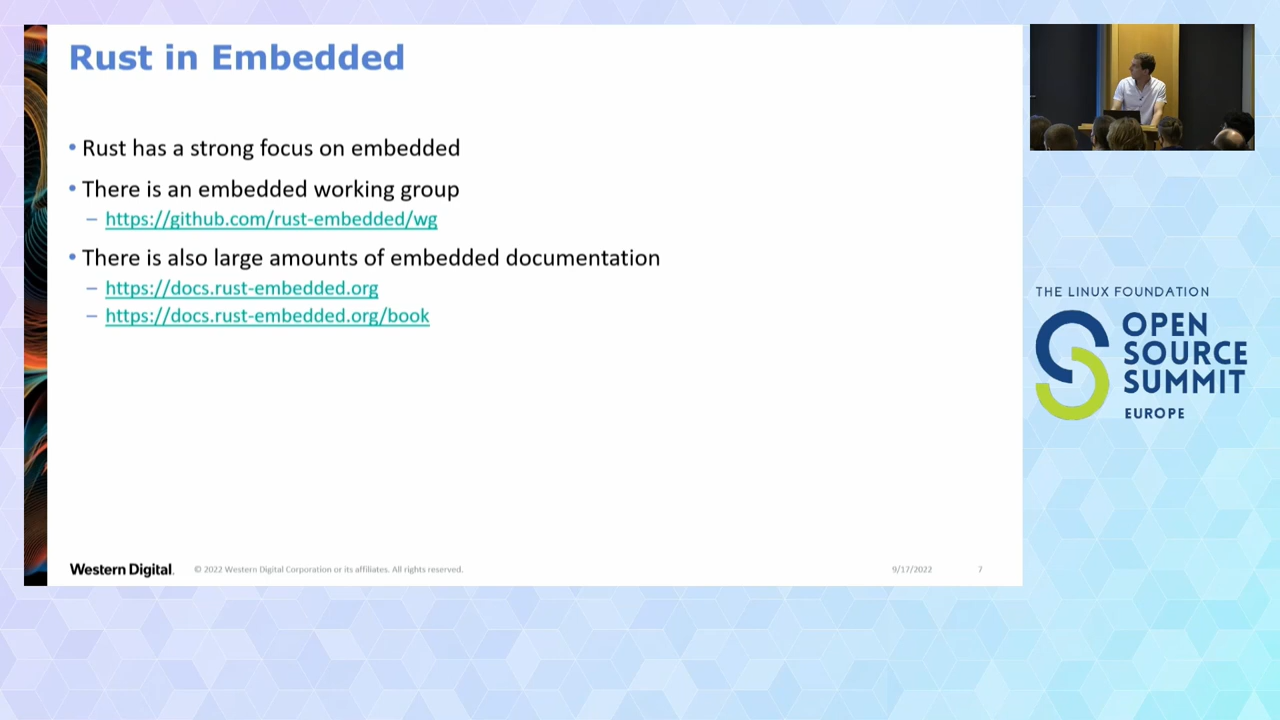 Rust in Embedded
• Rust has a strong focus on embedded
• There is an embedded working group
– https://github.com/rust-embedded/wg
• There is also large amounts of embedded documentation
– https://docs.rust-embedded.org
– https://docs.rust-embedded.org/book
Western Digital. © 2022 Western Digital Corporation or its affiliates. All rights reserved. 9/17/2022 7
THE LINUX FOUNDATION
OPEN
SOURCE
SUMMIT
EUROPE